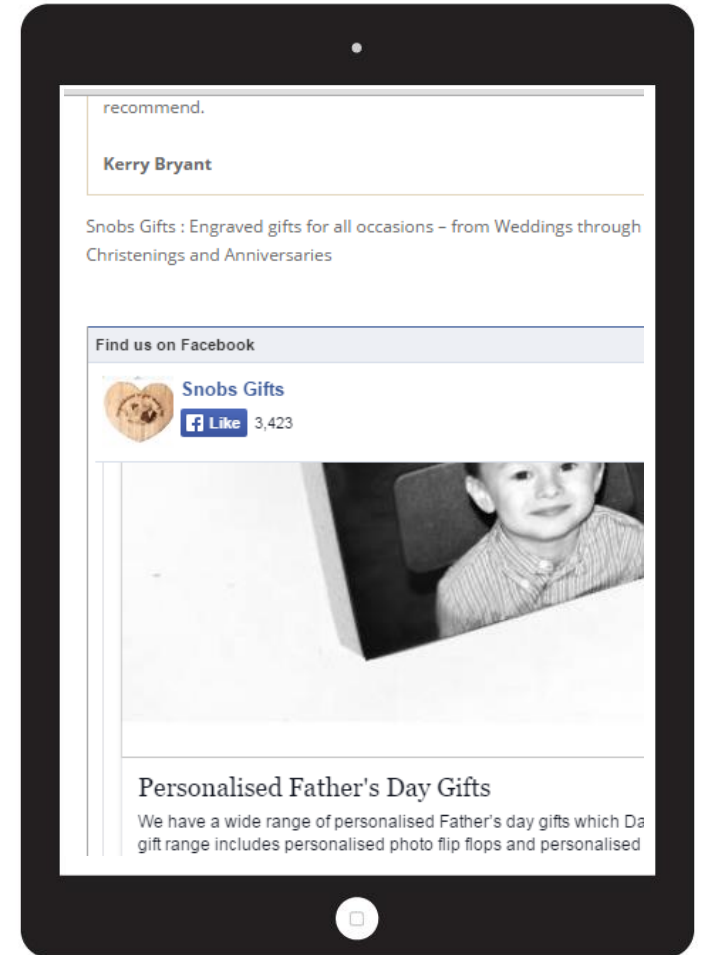 recommend.
Kerry Bryant
Snobs Gifts : Engraved gifts for all occasions – from Weddings through
Christenings and Anniversaries
Find us on Facebook
Snobs Gifts
Like 3,423
Personalised Father's Day Gifts
We have a wide range of personalised Father's day gifts which Da
gift range includes personalised photo flip flops and personalised